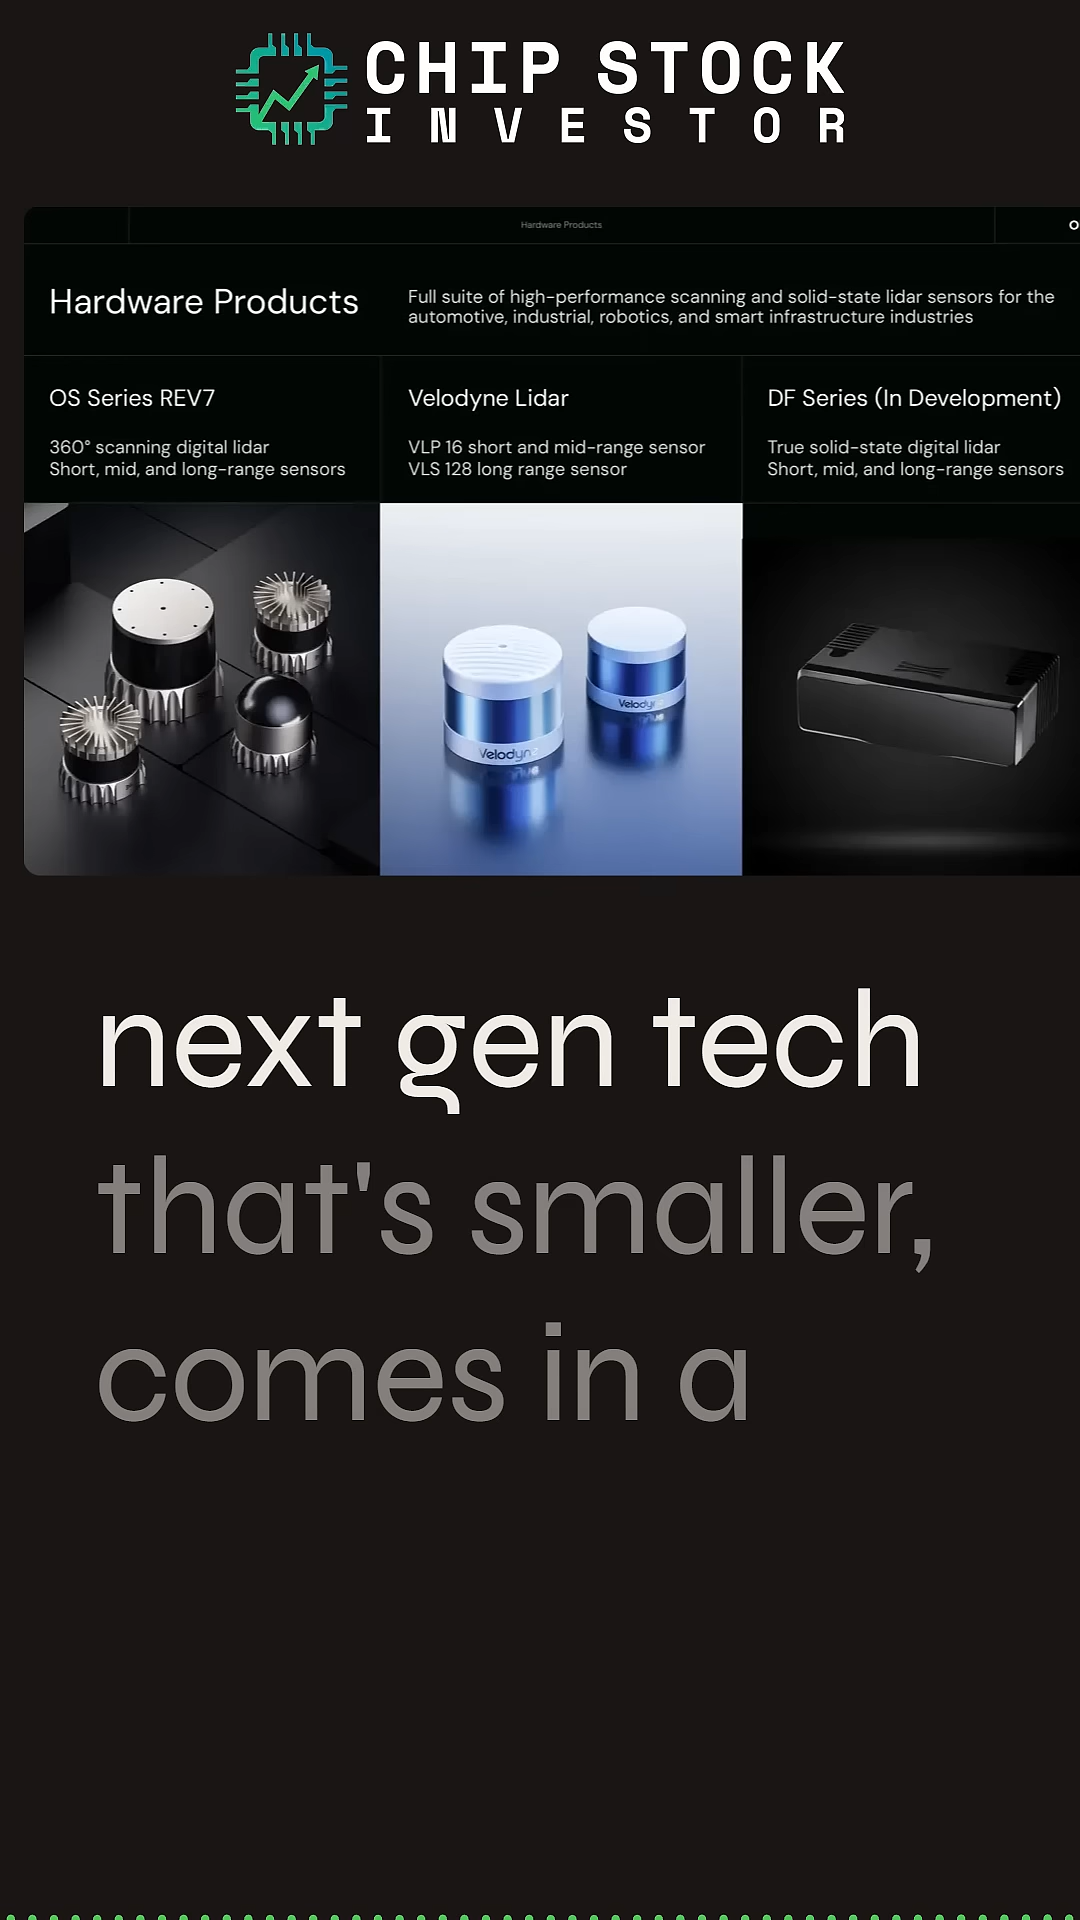 CHIP STOCK
INVESTOR
Hardware Products
Hardware Products
Full suite of high-performance scanning and solid-state lidar sensors for the
automotive, industrial, robotics, and smart infrastructure industries
OS Series REV7
360° scanning digital lidar
Short, mid, and long-range sensors
Velodyne Lidar
VLP 16 short and mid-range sensor
VLS 128 long range sensor
DF Series (In Development)
True solid-state digital lidar
Short, mid, and long-range sensors
Velodyne
Velodyne
next gen tech
that's smaller,
comes in a